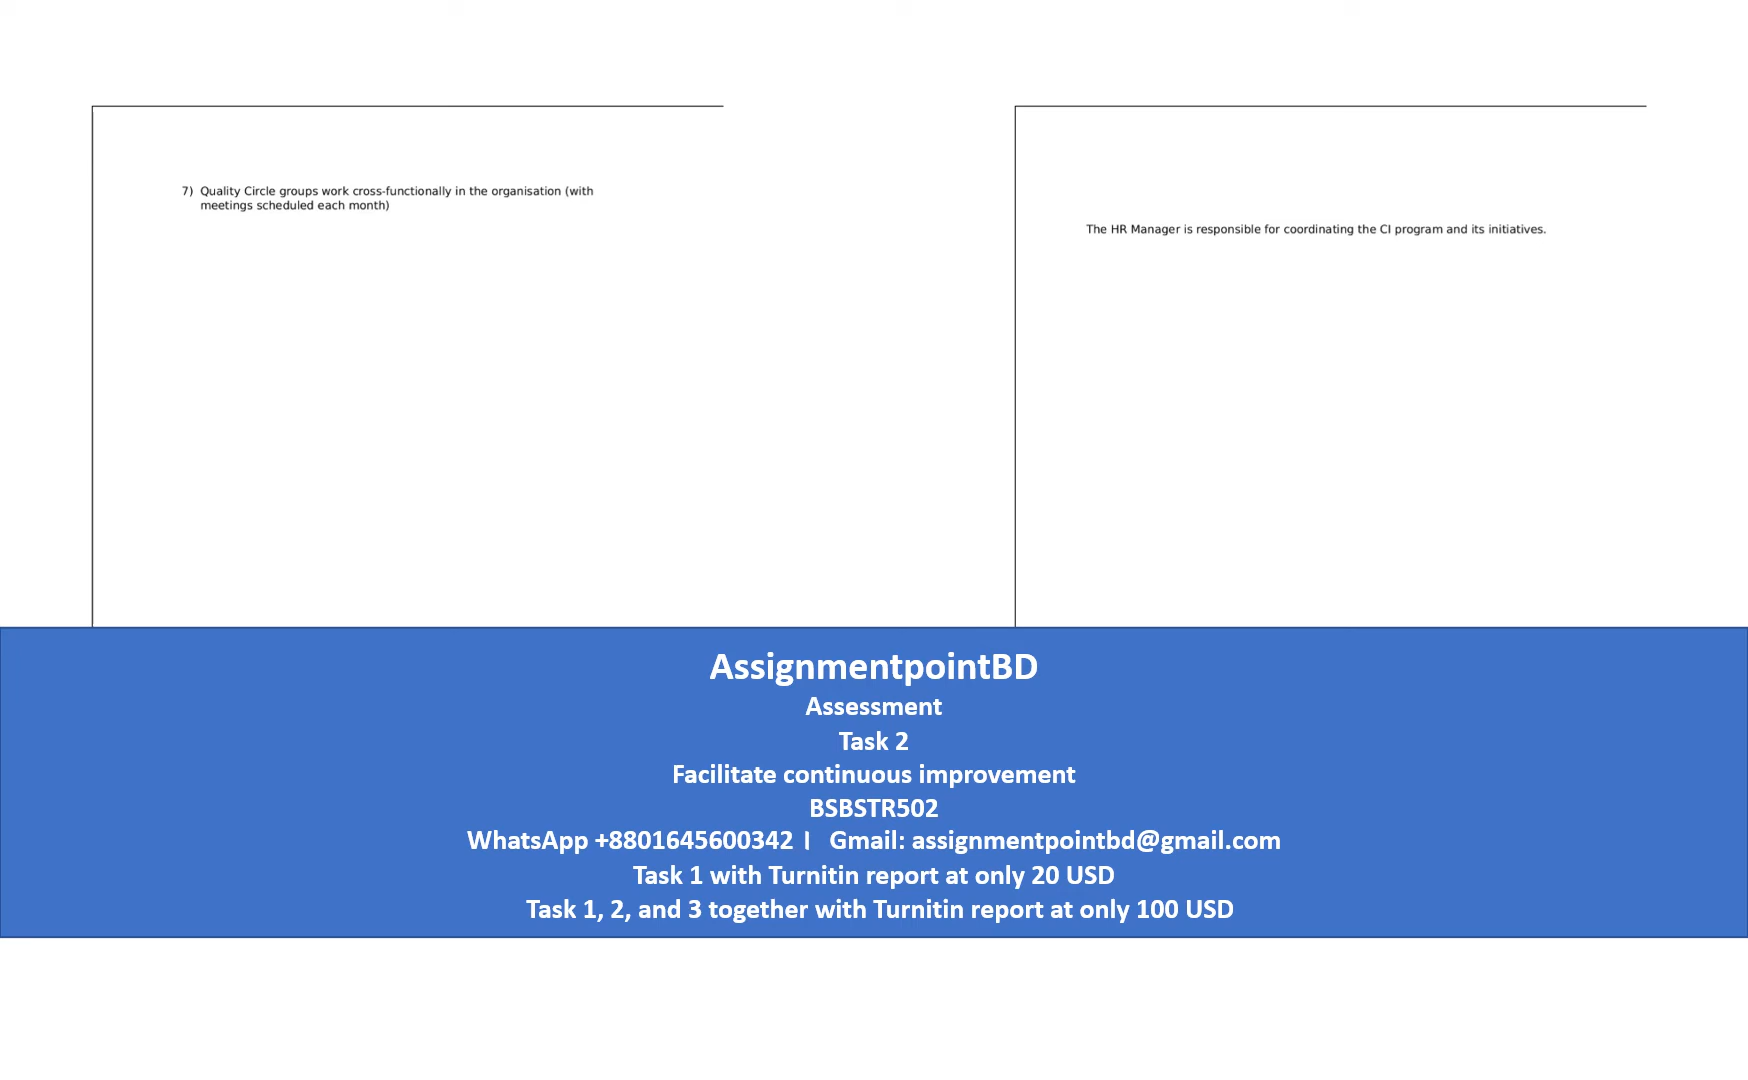 7) Quality Circle groups work cross-functionally in the organisation (with
meetings scheduled each month)
The HR Manager is responsible for coordinating the CI program and its initiatives.
AssignmentpointBD
Assessment
Task 2
Facilitate continuous improvement
BSBSTR502
WhatsApp +8801645600342 | Gmail: assignmentpointbd@gmail.com
Task 1 with Turnitin report at only 20 USD
Task 1, 2, and 3 together with Turnitin report at only 100 USD